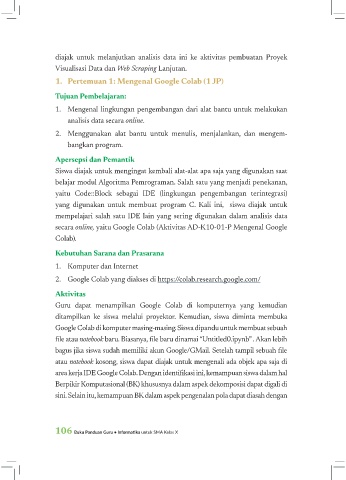 diajak untuk melanjutkan analisis data ini ke aktivitas pembuatan Proyek
Visualisasi Data dan Web Scraping Lanjutan.
1. Pertemuan 1: Mengenal Google Colab (1 JP)
Tujuan Pembelajaran:
1. Mengenal lingkungan pengembangan dari alat bantu untuk melakukan
analisis data secara online.
2. Menggunakan alat bantu untuk menulis, menjalankan, dan mengem-
bangkan program.
Apersepsi dan Pemantik
Siswa diajak untuk mengingat kembali alat-alat apa saja yang digunakan saat
belajar modul Algoritma Pemrograman. Salah satu yang menjadi penekanan,
yaitu Code::Block sebagai IDE (lingkungan pengembangan terintegrasi)
yang digunakan untuk membuat program C. Kali ini, siswa diajak untuk
mempelajari salah satu IDE lain yang sering digunakan dalam analisis data
secara online, yaitu Google Colab (Aktivitas AD-K10-01-P Mengenal Google
Colab).
Kebutuhan Sarana dan Prasarana
1. Komputer dan Internet
2. Google Colab yang diakses di https://colab.research.google.com/
Aktivitas
Guru dapat menampilkan Google Colab di komputernya yang kemudian
ditampilkan ke siswa melalui proyektor. Kemudian, siswa diminta membuka
Google Colab di komputer masing-masing. Siswa dipandu untuk membuat sebuah
file atau notebook baru. Biasanya, file baru dinamai "Untitled0.ipynb". Akan lebih
bagus jika siswa sudah memiliki akun Google/GMail. Setelah tampil sebuah file
atau notebook kosong, siswa dapat diajak untuk mengenali ada objek apa saja di
area kerja IDE Google Colab. Dengan identifikasi ini, kemampuan siswa dalam hal
Berpikir Komputasional (BK) khususnya dalam aspek dekomposisi dapat digali di
sini. Selain itu, kemampuan BK dalam aspek pengenalan pola dapat diasah dengan
106 Buku Panduan Guru • Informatika untuk SMA Kelas X